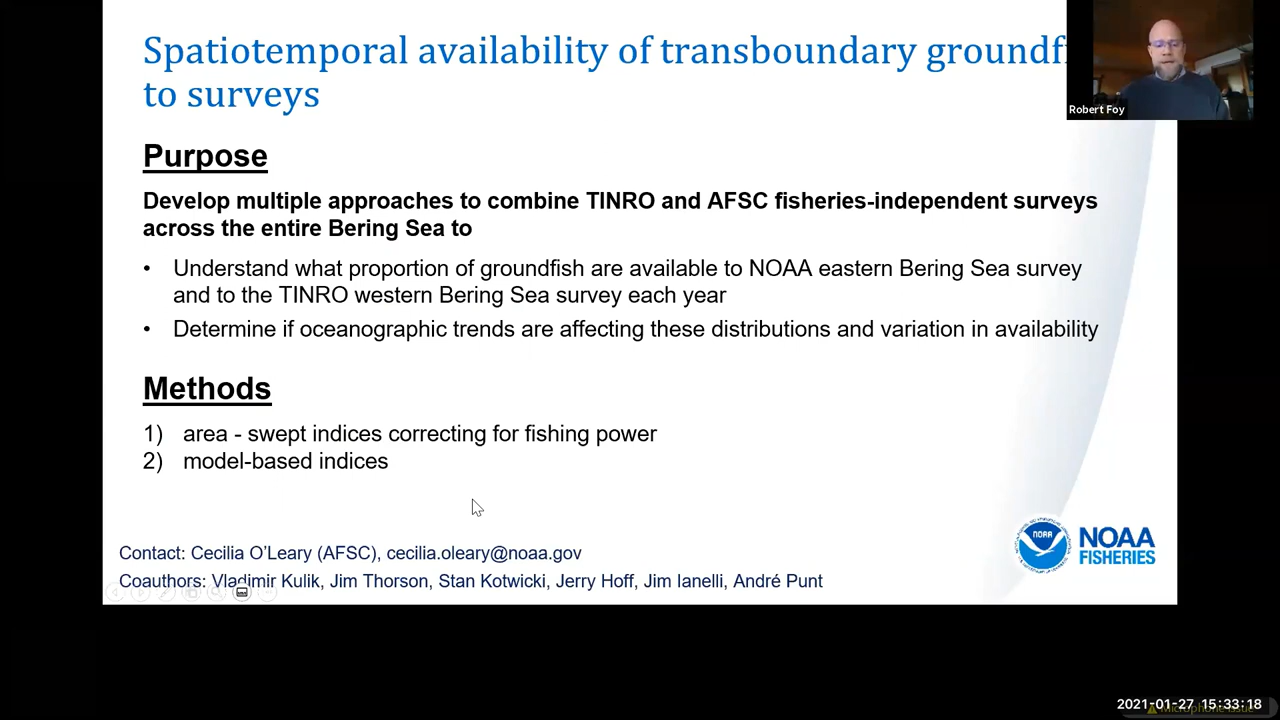 Spatiotemporal availability of transboundary groundfi
to surveys
Robert Foy
Purpose
Develop multiple approaches to combine TINRO and AFSC fisheries-independent surveys
across the entire Bering Sea to
• Understand what proportion of groundfish are available to NOAA eastern Bering Sea survey
and to the TINRO western Bering Sea survey each year
• Determine if oceanographic trends are affecting these distributions and variation in availability
Methods
1) area - swept indices correcting for fishing power
2) model-based indices
NOAA
NOAA
FISHERIES
Contact: Cecilia O'Leary (AFSC), cecilia.oleary@noaa.gov
Coauthors: Vladimir Kulik, Jim Thorson, Stan Kotwicki, Jerry Hoff, Jim Ianelli, André Punt
2021-01-27 15:33:18